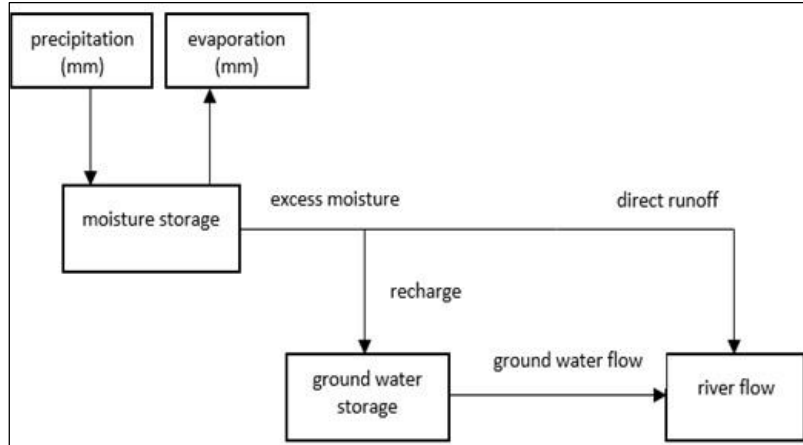 precipitation
(mm)
evaporation
(mm)
moisture storage
excess moisture
direct runoff
recharge
ground water
storage
ground water flow
river flow